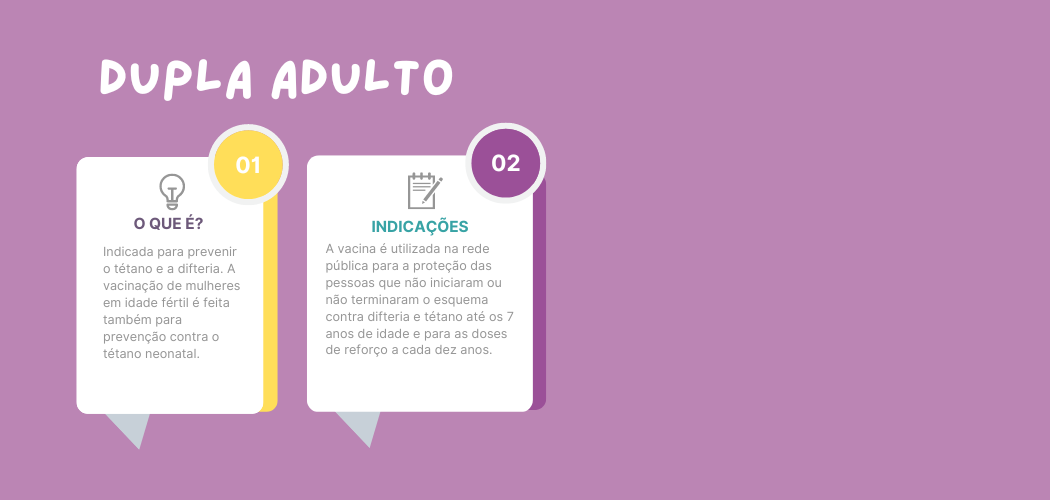 DUPLA ADULTO
01
O QUE É?
Indicada para prevenir
o tétano e a difteria. A
vacinação de mulheres
em idade fértil é feita
também para
prevenção contra o
tétano neonatal.
02
INDICAÇÕES
A vacina é utilizada na rede
pública para a proteção das
pessoas que não iniciaram ou
não terminaram o esquema
contra difteria e tétano até os 7
anos de idade e para as doses
de reforço a cada dez anos.